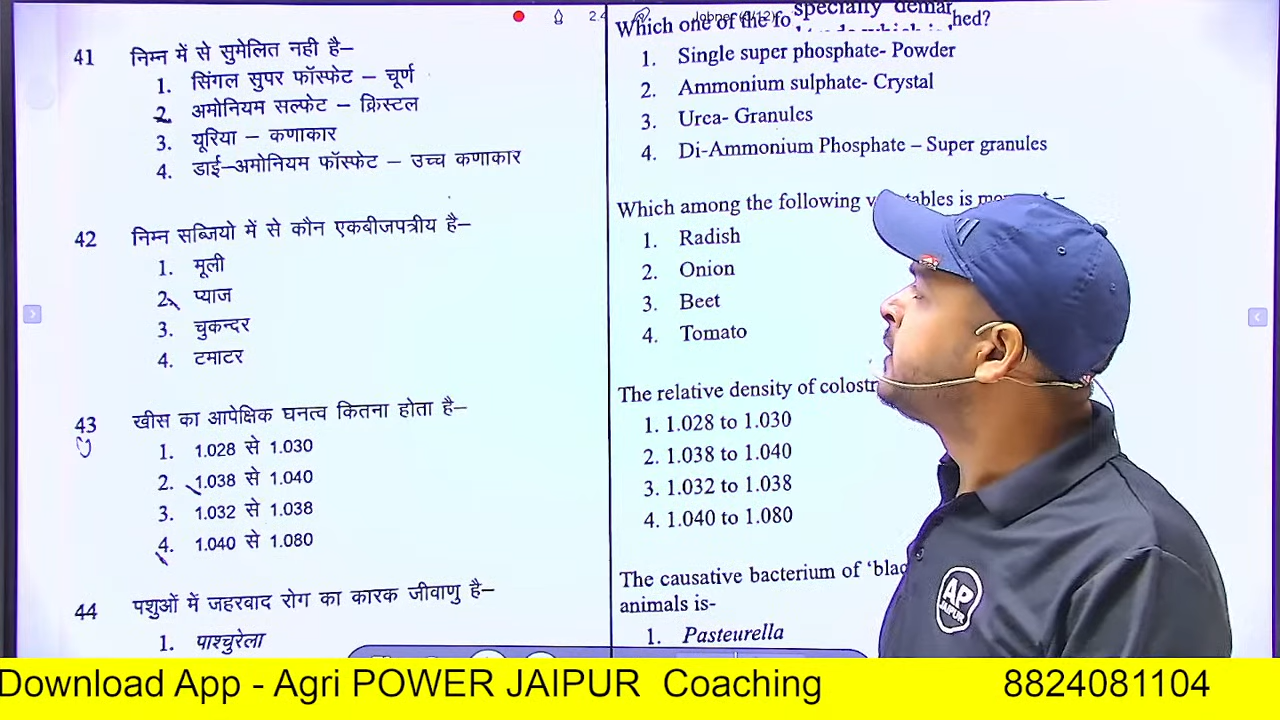 41 निम्न में से सुमेलित नही है–
1. सिंगल सुपर फॉस्फेट – चूर्ण
2. अमोनियम सल्फेट – क्रिस्टल
3. यूरिया – कणाकार
4. डाई–अमोनियम फॉस्फेट – उच्च कणाकार
42 निम्न सब्जियो में से कौन एकबीजपत्रीय है–
1. मूली
2. प्याज
3. चुकन्दर
4. टमाटर
43 खीस का आपेक्षिक घनत्व कितना होता है–
1. 1.028 से 1.030
2. 1.038 से 1.040
3. 1.032 से 1.038
4. 1.040 से 1.080
44 पशुओं में जहरवाद रोग का कारक जीवाणु है–
1. पाश्चुरेला
Which one of the fo hed?
1. Single super phosphate- Powder
2. Ammonium sulphate- Crystal
3. Urea- Granules
4. Di-Ammonium Phosphate – Super granules
Which among the following
1. Radish
2. Onion
3. Beet
4. Tomato
The relative density of colost
1. 1.028 to 1.030
2. 1.038 to 1.040
3. 1.032 to 1.038
4. 1.040 to 1.080
The causative bacterium of ‘blac
animals is-
1. Pasteurella
AP
JAIPUR
Download App - Agri POWER JAIPUR Coaching 8824081104